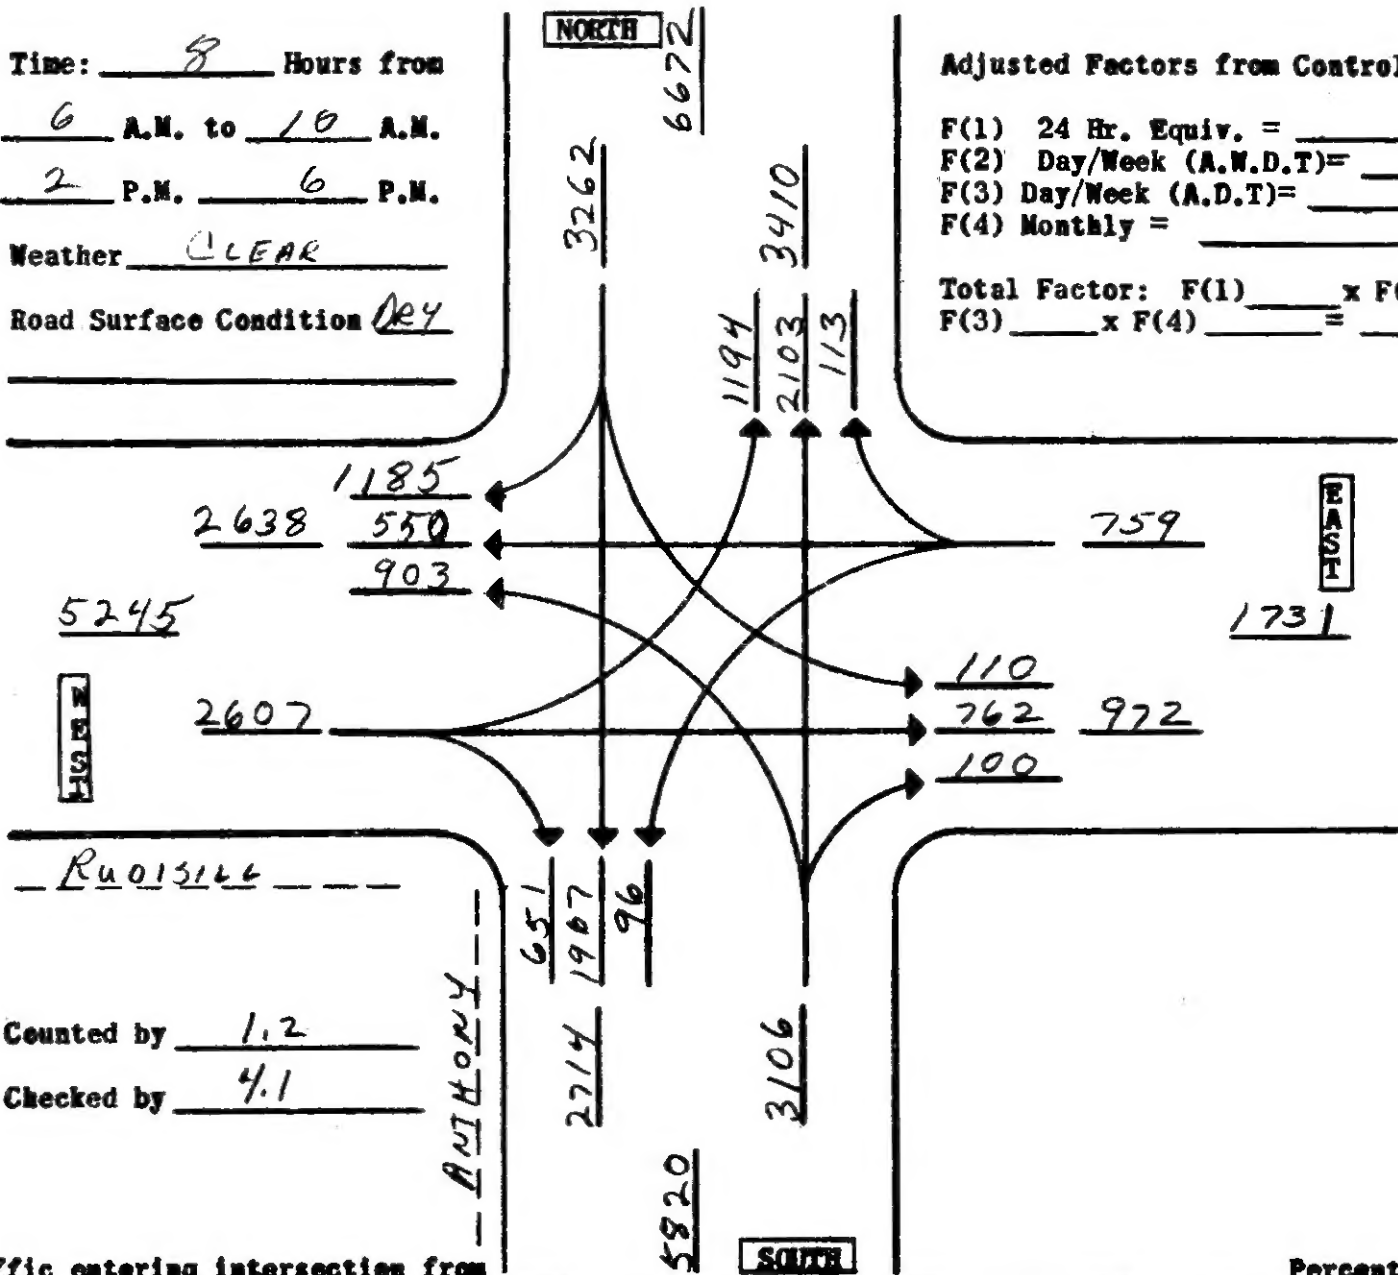 NORTH
6672
Time: 8 Hours from
6 A.M. to 10 A.M.
2 P.M. 6 P.M.
Weather CLEAR
Road Surface Condition DRY
Adjusted Factors from Control
F(1) 24 Hr. Equiv. =
F(2) Day/Week (A.W.D.T)=
F(3) Day/Week (A.D.T)=
F(4) Monthly =
Total Factor: F(1) x F(
F(3) x F(4) =
3262
3410
1194
2103
113
1185
2638 550
903
759
EAST
5245
1731
WEST
2607
110
762 972
100
RUDISILL
ANTHONY
651
1967
96
2714
3106
Counted by 1.2
Checked by 4.1
5820
SOUTH
ffic entering intersection from
Percent